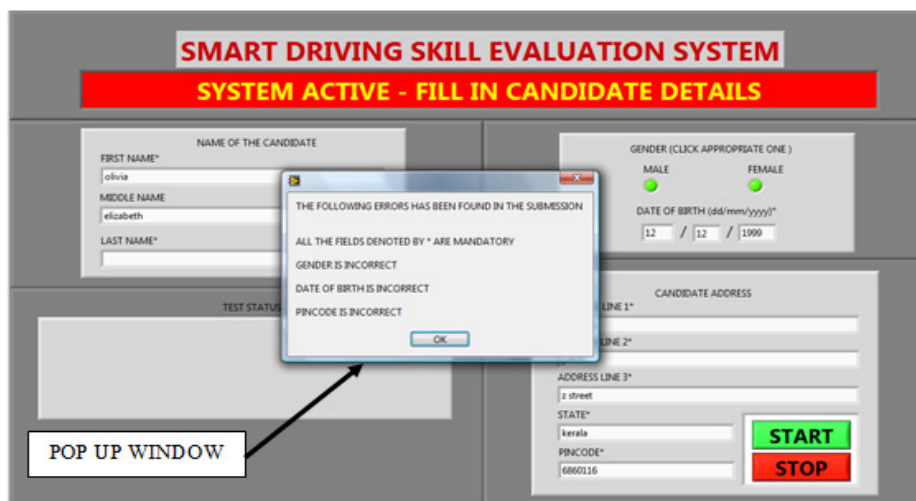 SMART DRIVING SKILL EVALUATION SYSTEM
SYSTEM ACTIVE - FILL IN CANDIDATE DETAILS
NAME OF THE CANDIDATE
FIRST NAME*
olivia
MIDDLE NAME
elizabeth
LAST NAME*
GENDER (CLICK APPROPRIATE ONE )
MALE FEMALE
DATE OF BIRTH (dd/mm/yyyy)*
12 / 12 / 1999
THE FOLLOWING ERRORS HAS BEEN FOUND IN THE SUBMISSION
ALL THE FIELDS DENOTED BY * ARE MANDATORY
GENDER IS INCORRECT
DATE OF BIRTH IS INCORRECT
PINCODE IS INCORRECT
OK
TEST STATUS
POP UP WINDOW
CANDIDATE ADDRESS
LINE 1*
LINE 2*
ADDRESS LINE 3*
z street
STATE*
kerala
PINCODE*
6860116
START
STOP